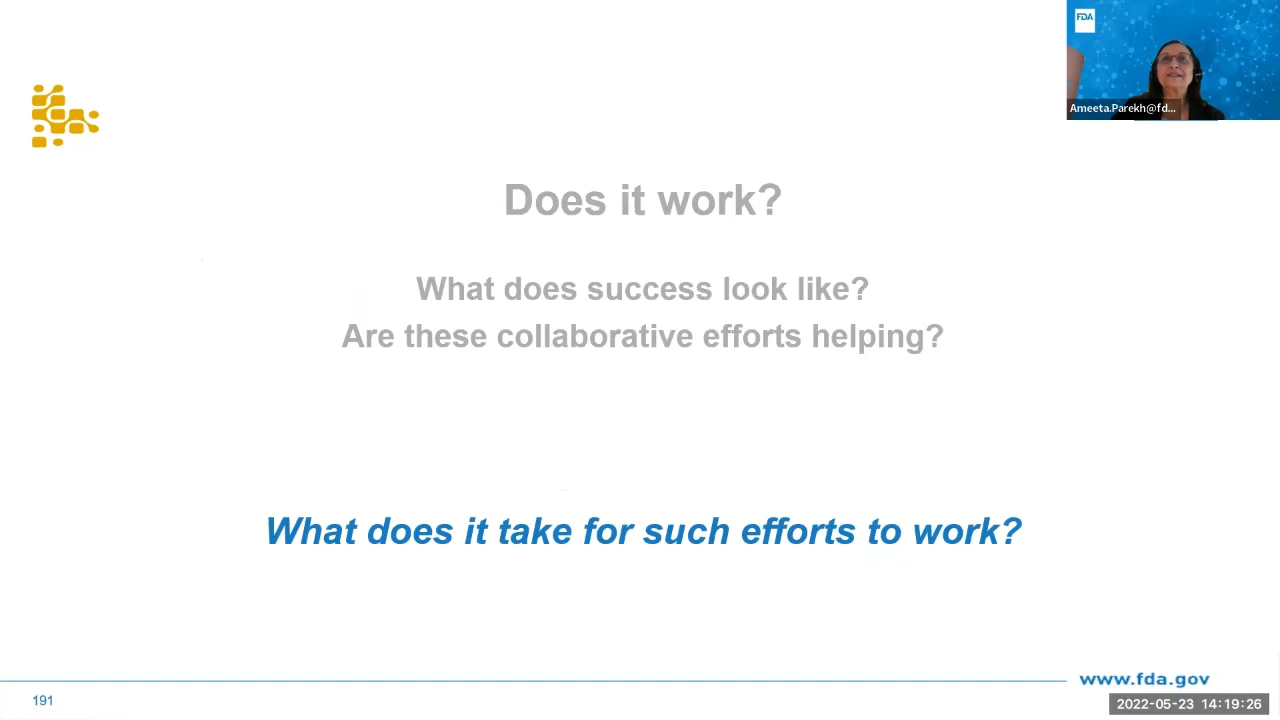 FDA
Ameeta.Parekh@fd...
Does it work?
What does success look like?
Are these collaborative efforts helping?
What does it take for such efforts to work?
www.fda.gov
191
2022-05-23 14:19:26